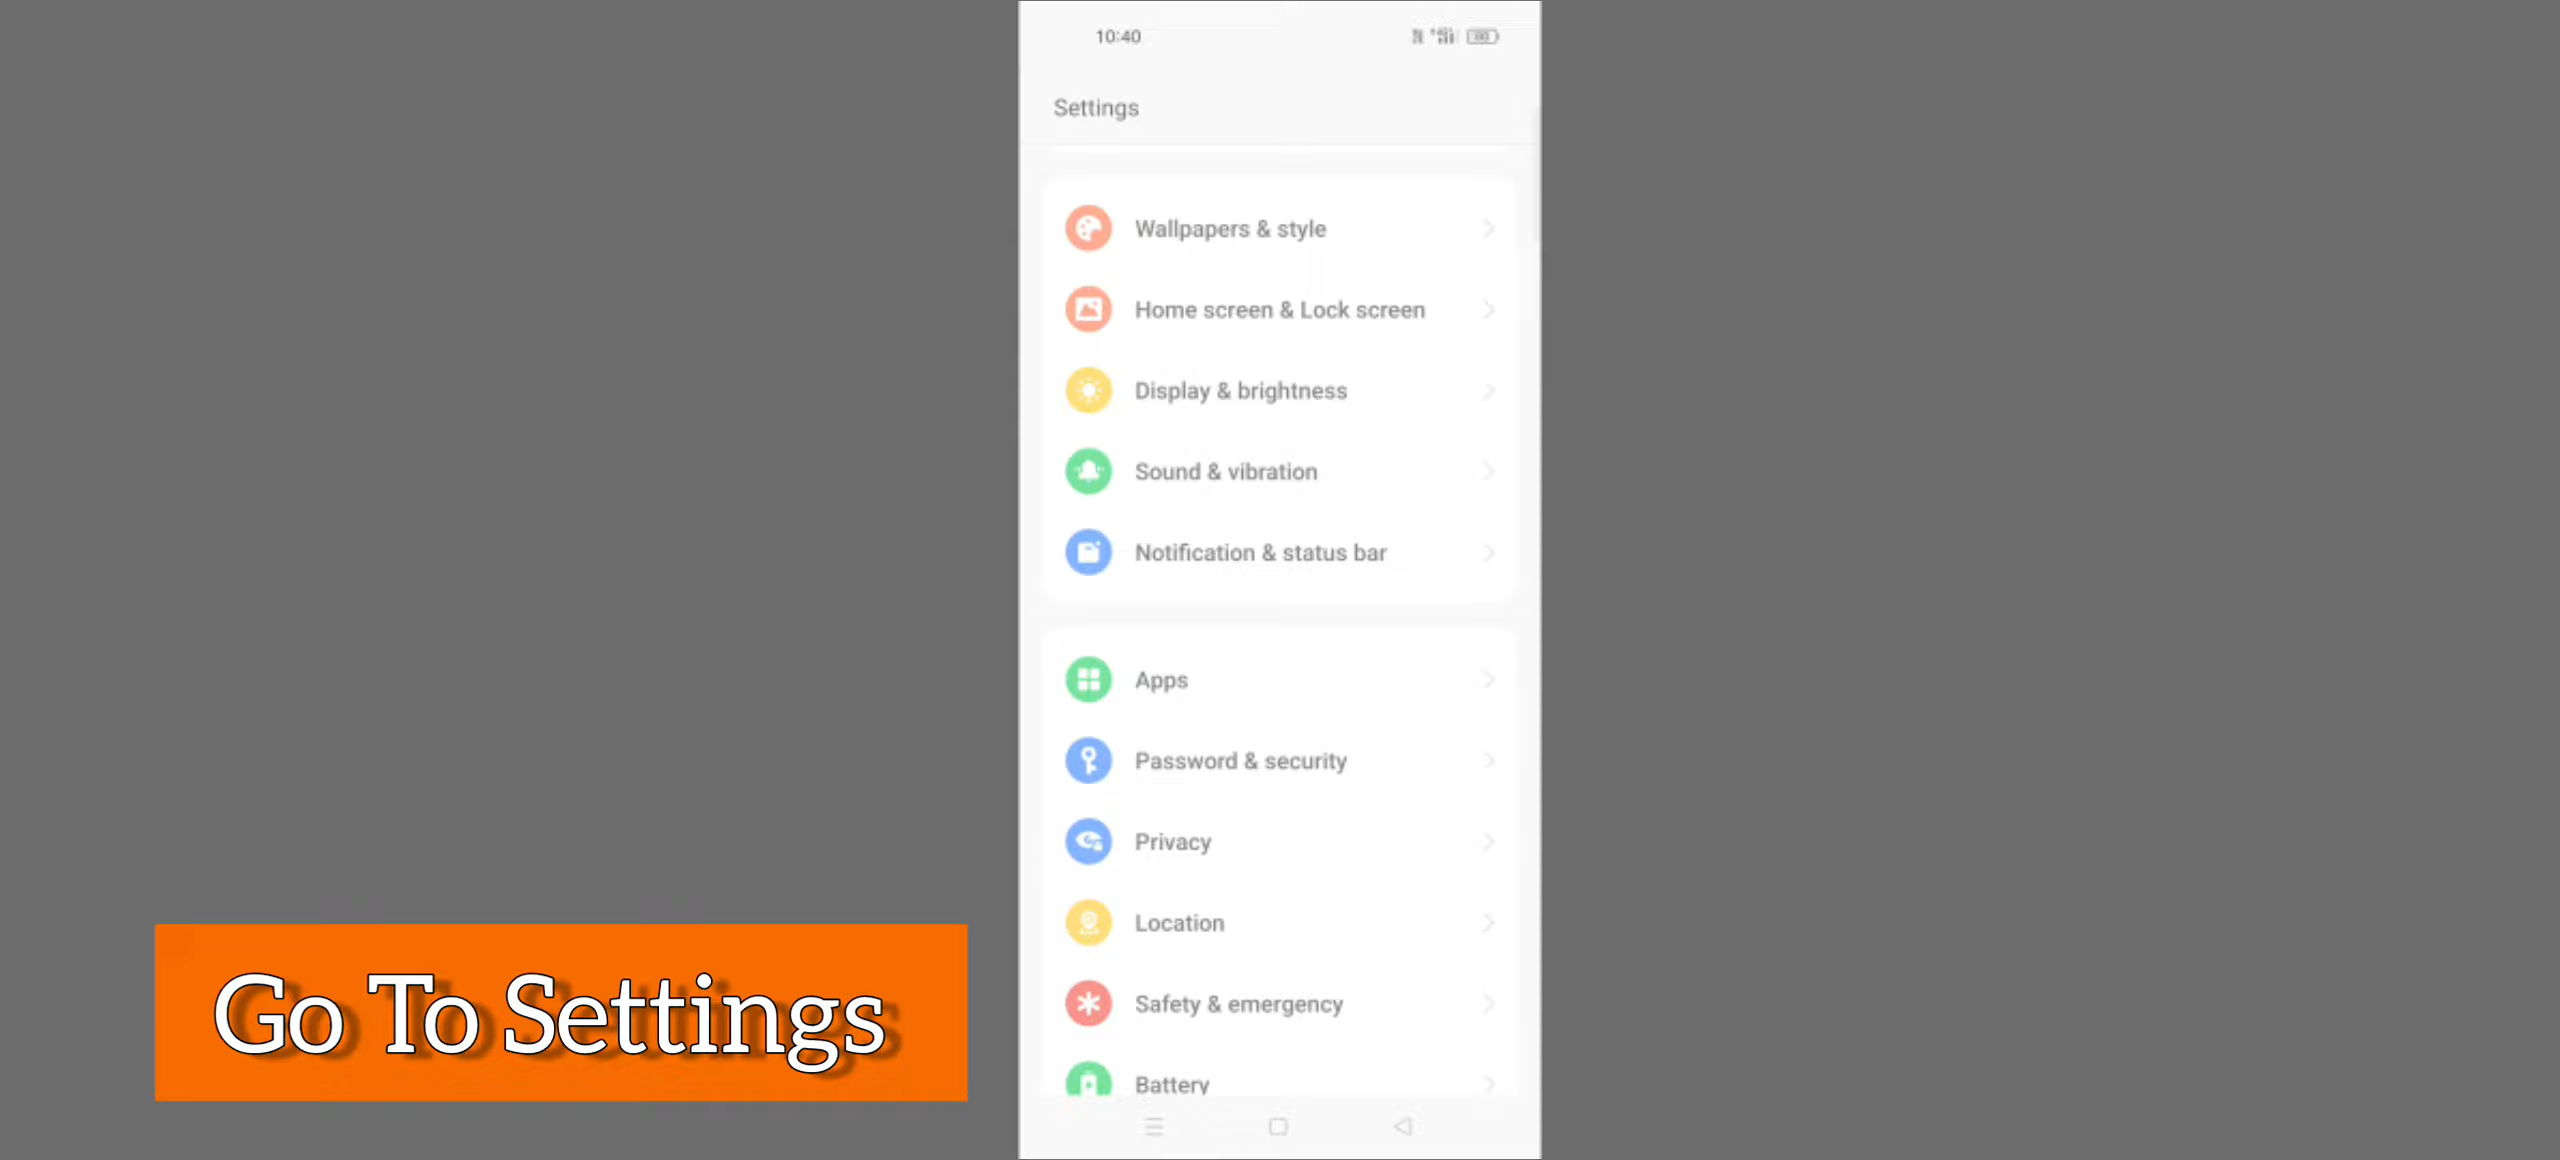 10:40
Settings
Wallpapers & style
Home screen & Lock screen
Display & brightness
Sound & vibration
Notification & status bar
Apps
Password & security
Privacy
Location
Safety & emergency
Battery
Go To Settings